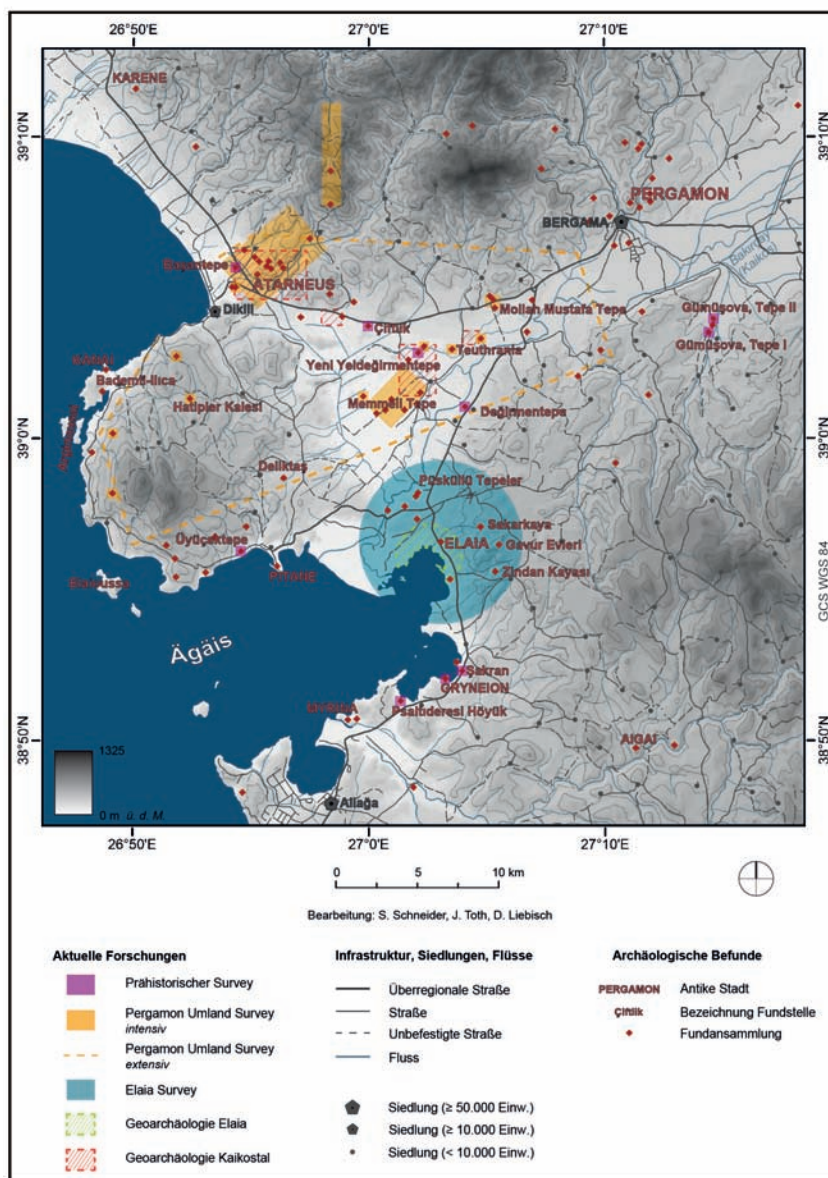 26°50'E 27°0'E 27°10'E
KARENE
39°10'N 39°10'N
PERGAMON
BERGAMA
Bakırçay
(Kaikos)
ATARNEUS
Dikili
Mollah Mustafa Tepe
Gümüşova, Tepe II
Çiftlik
Gümüşova, Tepe I
Teuthrania
Yeni Yeldeğirmentepe
Bademli-Ilıca
Hatipler Kalesi
Memmeli Tepe
Değirmentepe
39°0'N 39°0'N
Deliktaş
Püsküllü Tepeler
Sakarkaya
Üyücektepe
ELAIA
Gavur Evleri
PITANE
Zindan Kayası
Elaioussa
GCS WGS 84
Ägäis
Şakran
GRYNEION
MYRINA
Psaltideresi Höyük
AIGAI
38°50'N 38°50'N
1325
0 m ü. d. M.
Aliağa
26°50'E 27°0'E 27°10'E
0 5 10 km
Bearbeitung: S. Schneider, J. Toth, D. Liebisch
Aktuelle Forschungen
Prähistorischer Survey
Pergamon Umland Survey
intensiv
Pergamon Umland Survey
extensiv
Elaia Survey
Geoarchäologie Elaia
Geoarchäologie Kaikostal
Infrastruktur, Siedlungen, Flüsse
Überregionale Straße
Straße
Unbefestigte Straße
Fluss
Siedlung (≥ 50.000 Einw.)
Siedlung (≥ 10.000 Einw.)
Siedlung (< 10.000 Einw.)
Archäologische Befunde
PERGAMON Antike Stadt
Çiftlik Bezeichnung Fundstelle
Fundansammlung